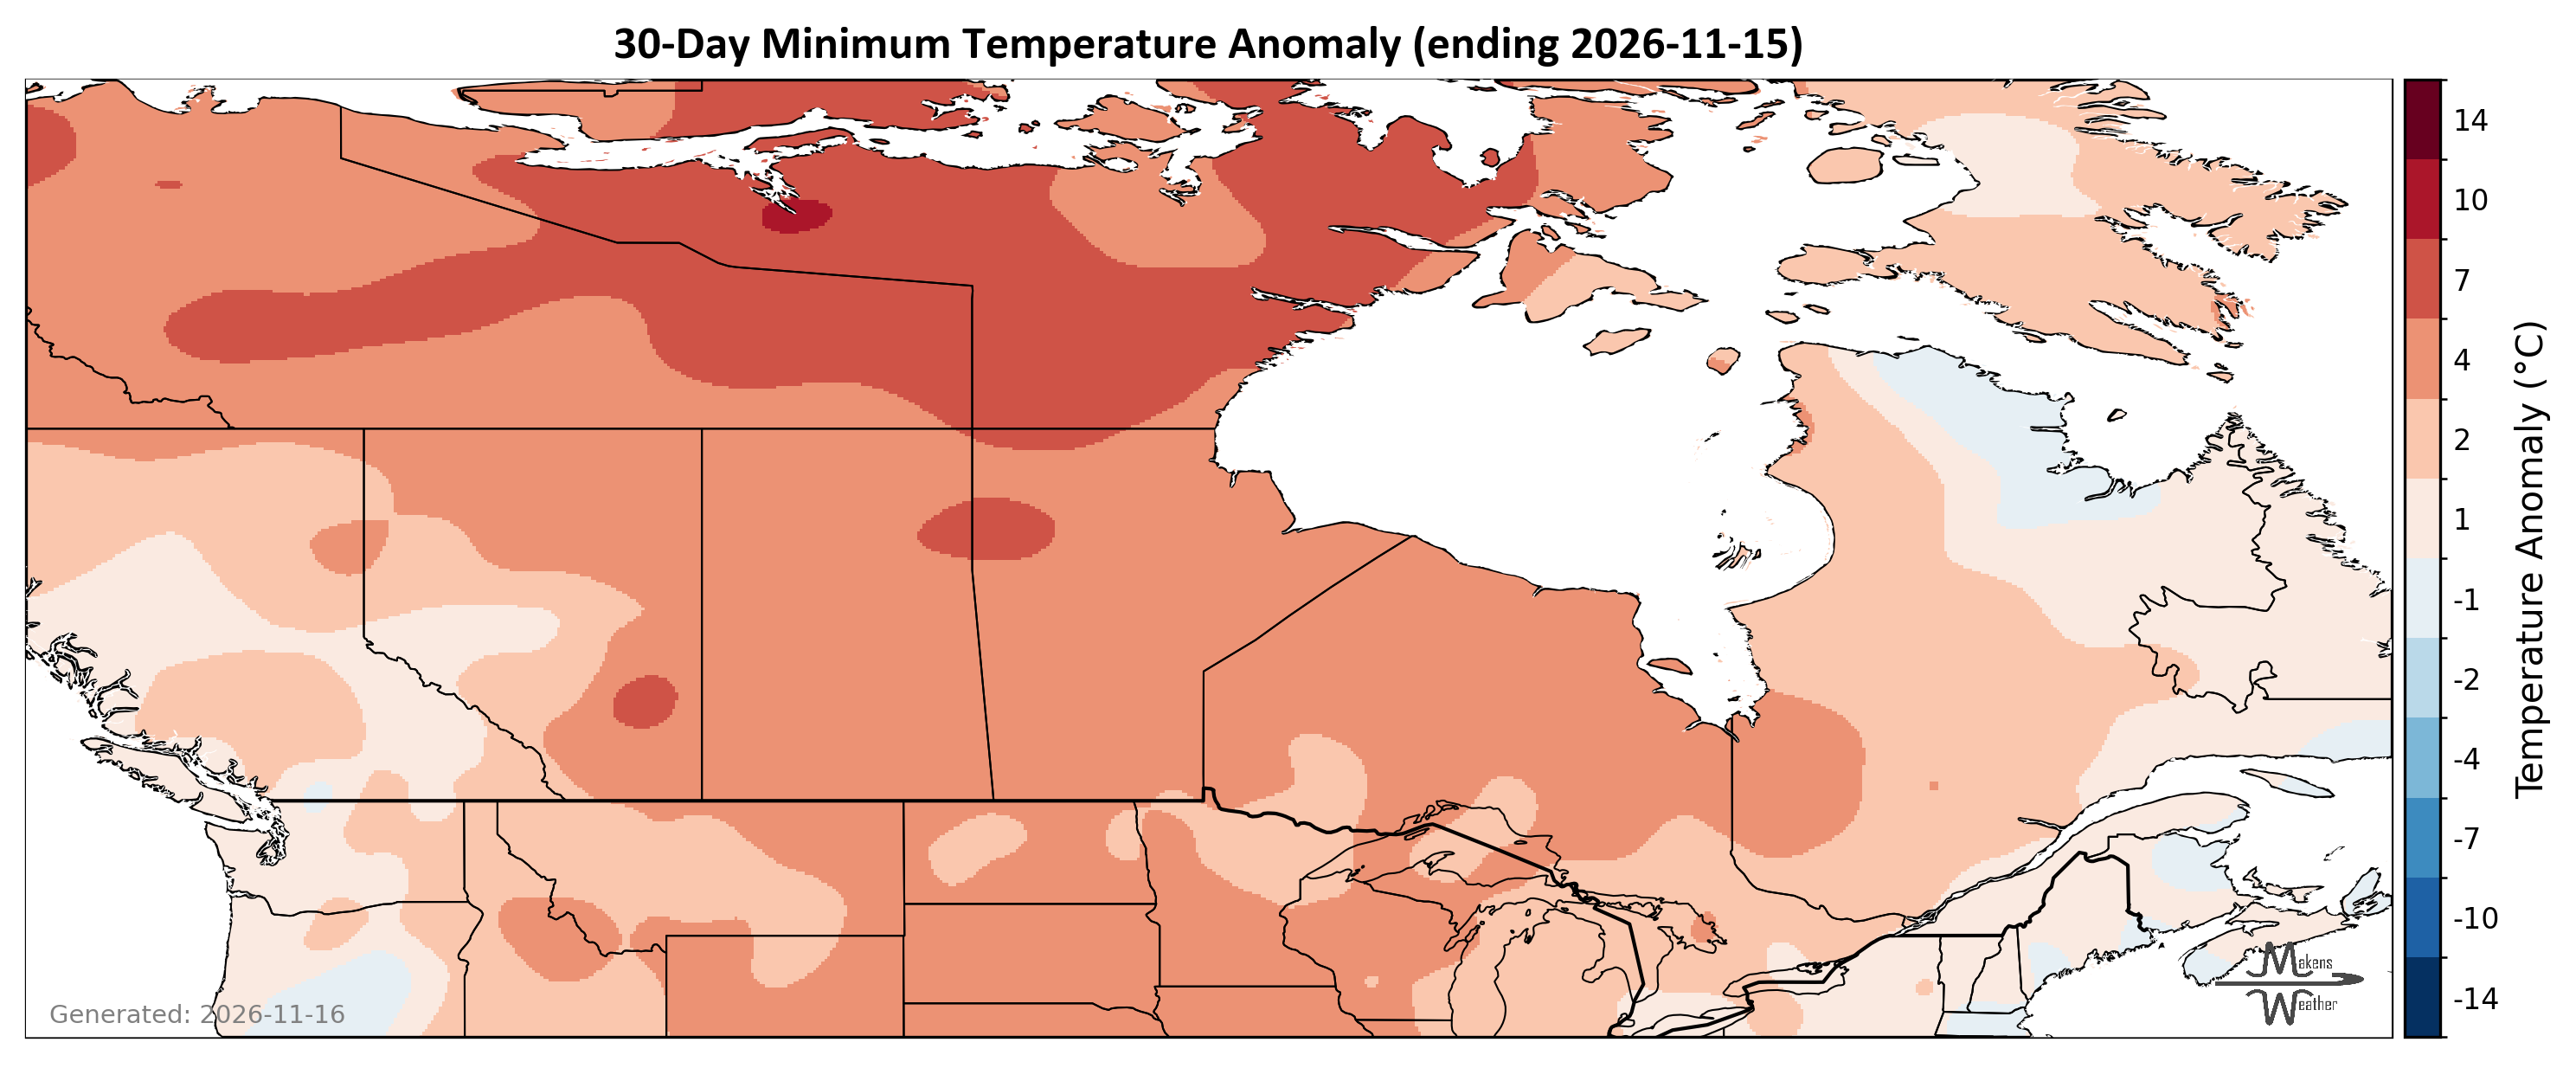 30-Day Minimum Temperature Anomaly (ending 2026-11-15)
14
10
7
4
2
1
-1
-2
-4
-7
-10
-14
Temperature Anomaly (°C)
Generated: 2026-11-16
Makens
Weather